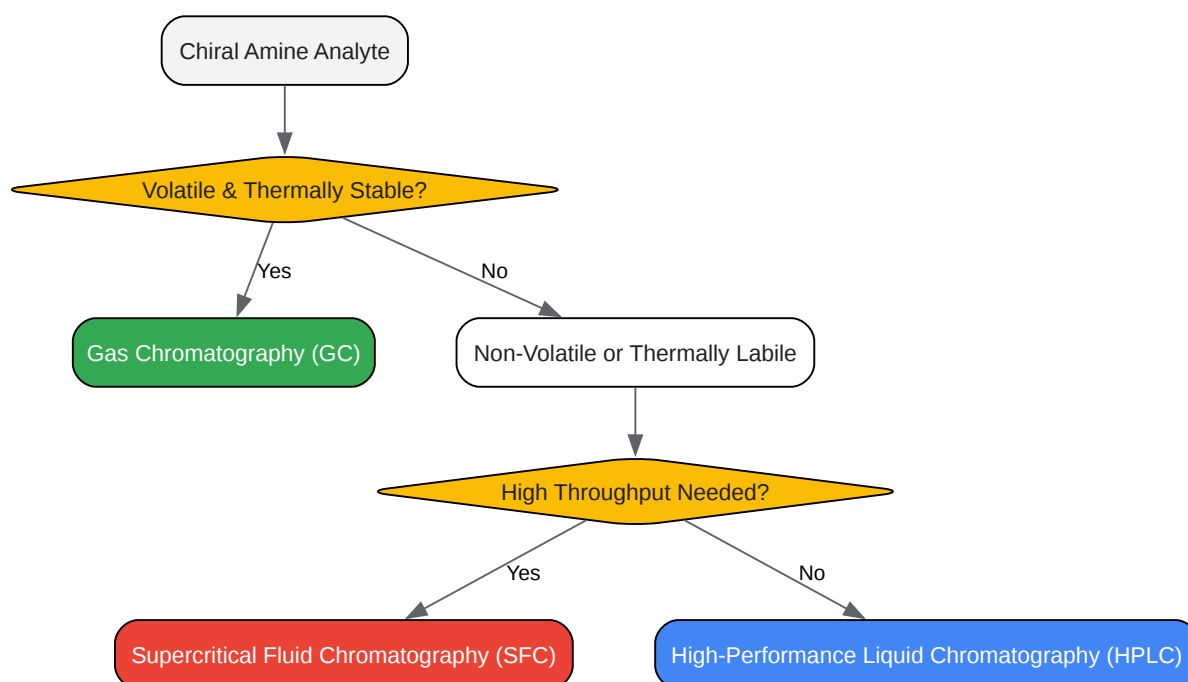 Chiral Amine Analyte
Volatile & Thermally Stable?
Yes
No
Gas Chromatography (GC)
Non-Volatile or Thermally Labile
High Throughput Needed?
Yes
No
Supercritical Fluid Chromatography (SFC)
High-Performance Liquid Chromatography (HPLC)